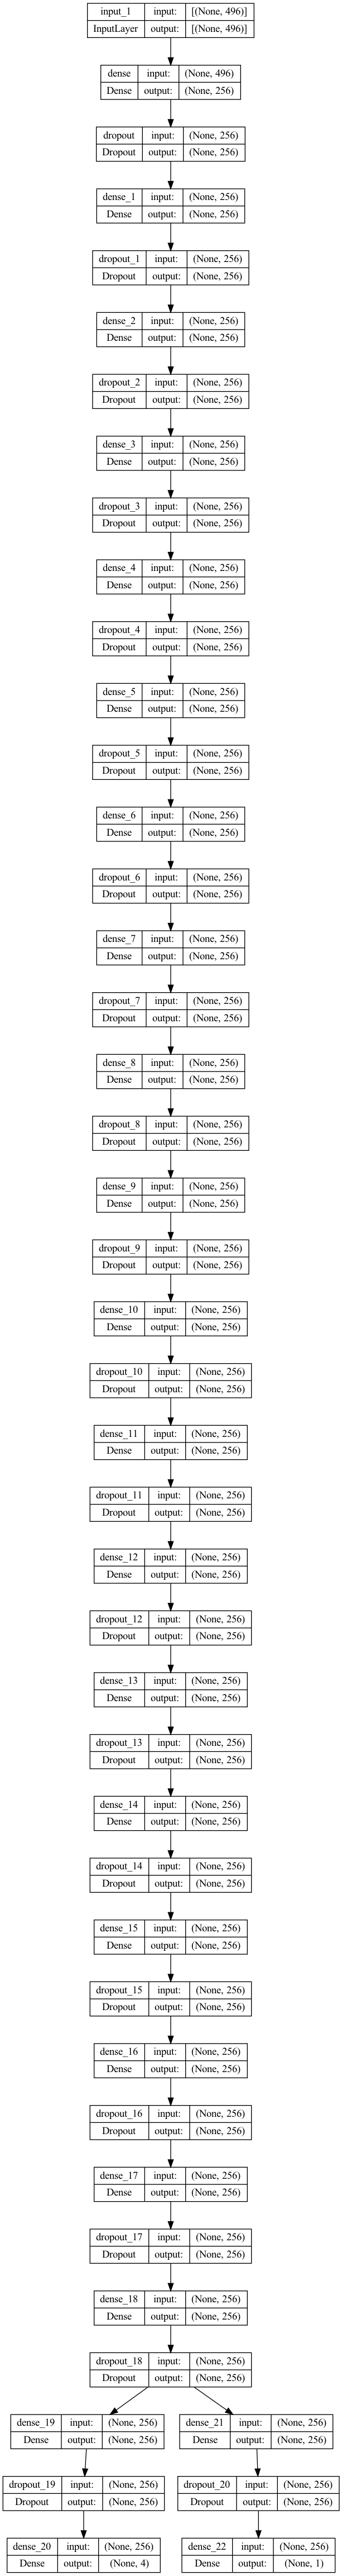 input_1 input: [(None, 496)]
InputLayer output: [(None, 496)]
dense input: (None, 496)
Dense output: (None, 256)
dropout input: (None, 256)
Dropout output: (None, 256)
dense_1 input: (None, 256)
Dense output: (None, 256)
dropout_1 input: (None, 256)
Dropout output: (None, 256)
dense_2 input: (None, 256)
Dense output: (None, 256)
dropout_2 input: (None, 256)
Dropout output: (None, 256)
dense_3 input: (None, 256)
Dense output: (None, 256)
dropout_3 input: (None, 256)
Dropout output: (None, 256)
dense_4 input: (None, 256)
Dense output: (None, 256)
dropout_4 input: (None, 256)
Dropout output: (None, 256)
dense_5 input: (None, 256)
Dense output: (None, 256)
dropout_5 input: (None, 256)
Dropout output: (None, 256)
dense_6 input: (None, 256)
Dense output: (None, 256)
dropout_6 input: (None, 256)
Dropout output: (None, 256)
dense_7 input: (None, 256)
Dense output: (None, 256)
dropout_7 input: (None, 256)
Dropout output: (None, 256)
dense_8 input: (None, 256)
Dense output: (None, 256)
dropout_8 input: (None, 256)
Dropout output: (None, 256)
dense_9 input: (None, 256)
Dense output: (None, 256)
dropout_9 input: (None, 256)
Dropout output: (None, 256)
dense_10 input: (None, 256)
Dense output: (None, 256)
dropout_10 input: (None, 256)
Dropout output: (None, 256)
dense_11 input: (None, 256)
Dense output: (None, 256)
dropout_11 input: (None, 256)
Dropout output: (None, 256)
dense_12 input: (None, 256)
Dense output: (None, 256)
dropout_12 input: (None, 256)
Dropout output: (None, 256)
dense_13 input: (None, 256)
Dense output: (None, 256)
dropout_13 input: (None, 256)
Dropout output: (None, 256)
dense_14 input: (None, 256)
Dense output: (None, 256)
dropout_14 input: (None, 256)
Dropout output: (None, 256)
dense_15 input: (None, 256)
Dense output: (None, 256)
dropout_15 input: (None, 256)
Dropout output: (None, 256)
dense_16 input: (None, 256)
Dense output: (None, 256)
dropout_16 input: (None, 256)
Dropout output: (None, 256)
dense_17 input: (None, 256)
Dense output: (None, 256)
dropout_17 input: (None, 256)
Dropout output: (None, 256)
dense_18 input: (None, 256)
Dense output: (None, 256)
dropout_18 input: (None, 256)
Dropout output: (None, 256)
dense_19 input: (None, 256) dense_21 input: (None, 256)
Dense output: (None, 256) Dense output: (None, 256)
dropout_19 input: (None, 256) dropout_20 input: (None, 256)
Dropout output: (None, 256) Dropout output: (None, 256)
dense_20 input: (None, 256) dense_22 input: (None, 256)
Dense output: (None, 4) Dense output: (None, 1)